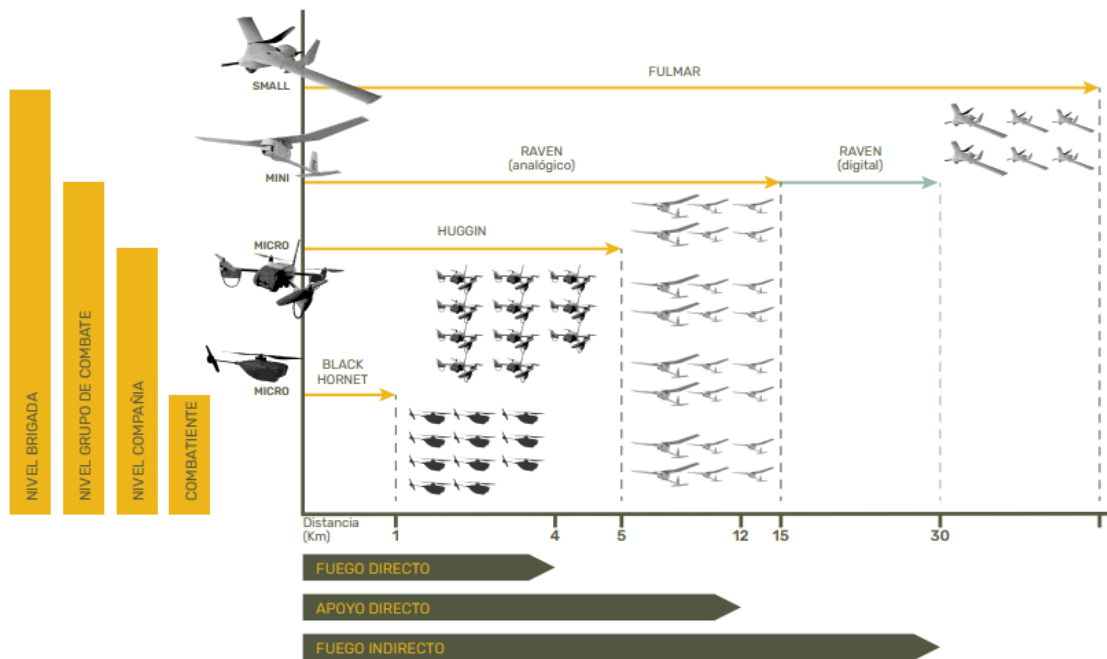 FULMAR
SMALL
RAVEN
(analógico)
RAVEN
(digital)
MINI
HUGGIN
MICRO
BLACK
HORNET
MICRO
NIVEL BRIGADA
NIVEL GRUPO DE COMBATE
NIVEL COMPAÑIA
COMBATIENTE
Distancia
(Km)
1
4
5
12
15
30
FUEGO DIRECTO
APOYO DIRECTO
FUEGO INDIRECTO